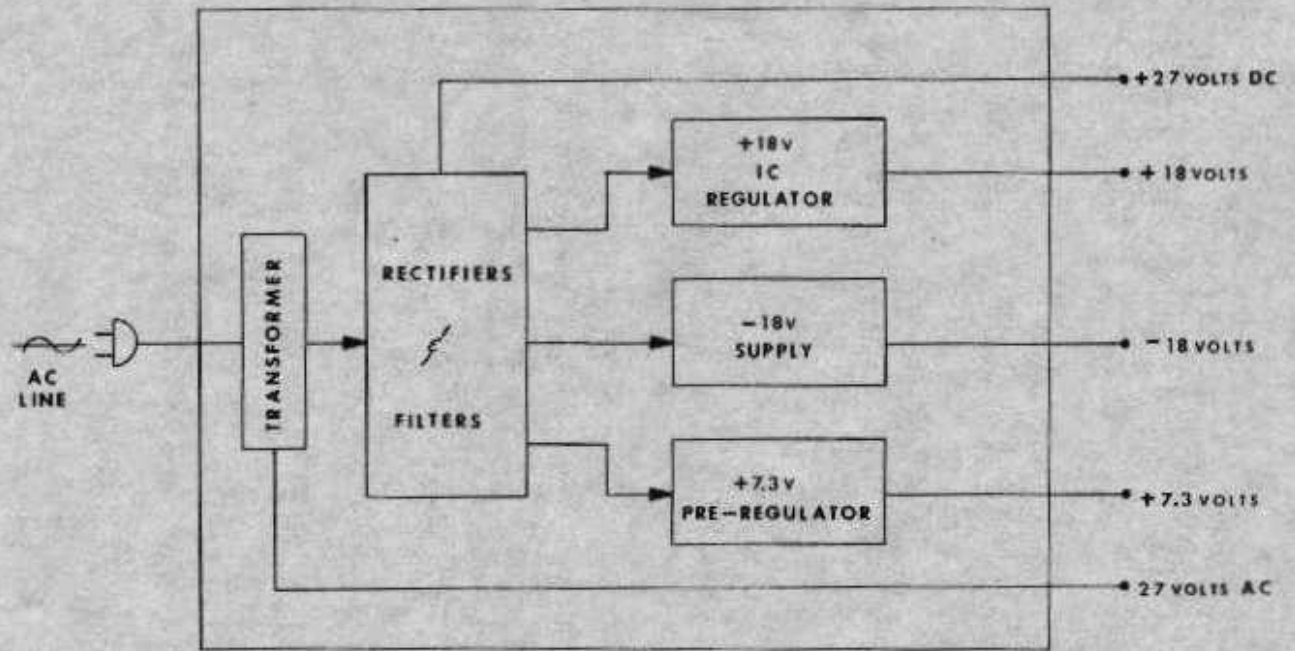 AC
LINE
TRANSFORMER
RECTIFIERS
&
FILTERS
+18v
IC
REGULATOR
−18v
SUPPLY
+7.3v
PRE−REGULATOR
+27 VOLTS DC
+18 VOLTS
−18 VOLTS
+7.3 VOLTS
27 VOLTS AC